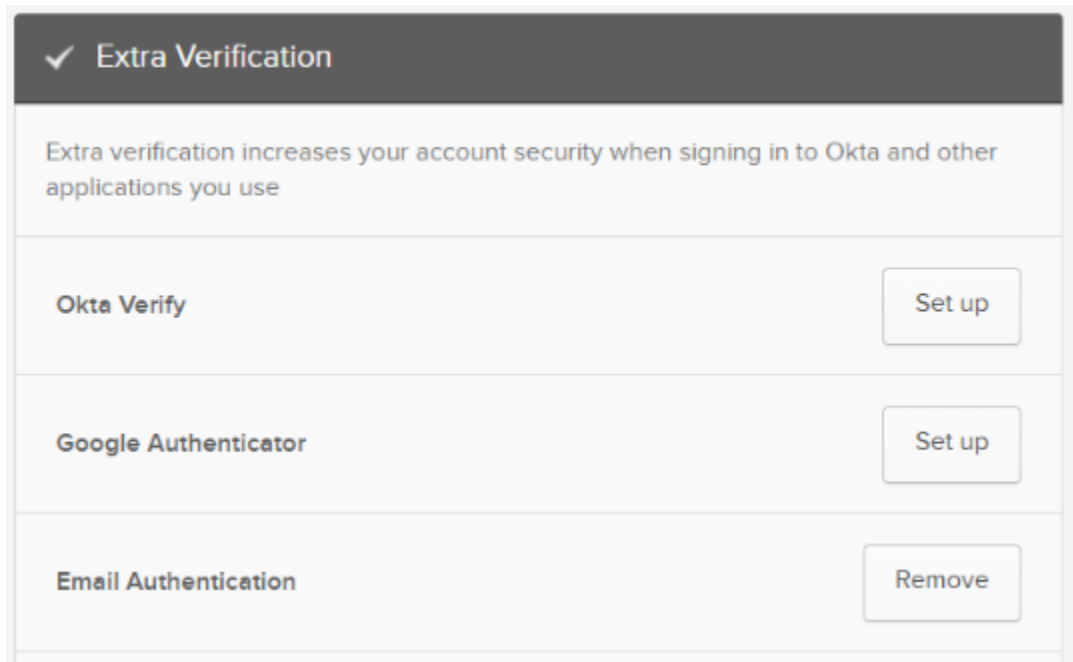 Extra Verification
Extra verification increases your account security when signing in to Okta and other
applications you use
Okta Verify
Set up
Google Authenticator
Set up
Email Authentication
Remove